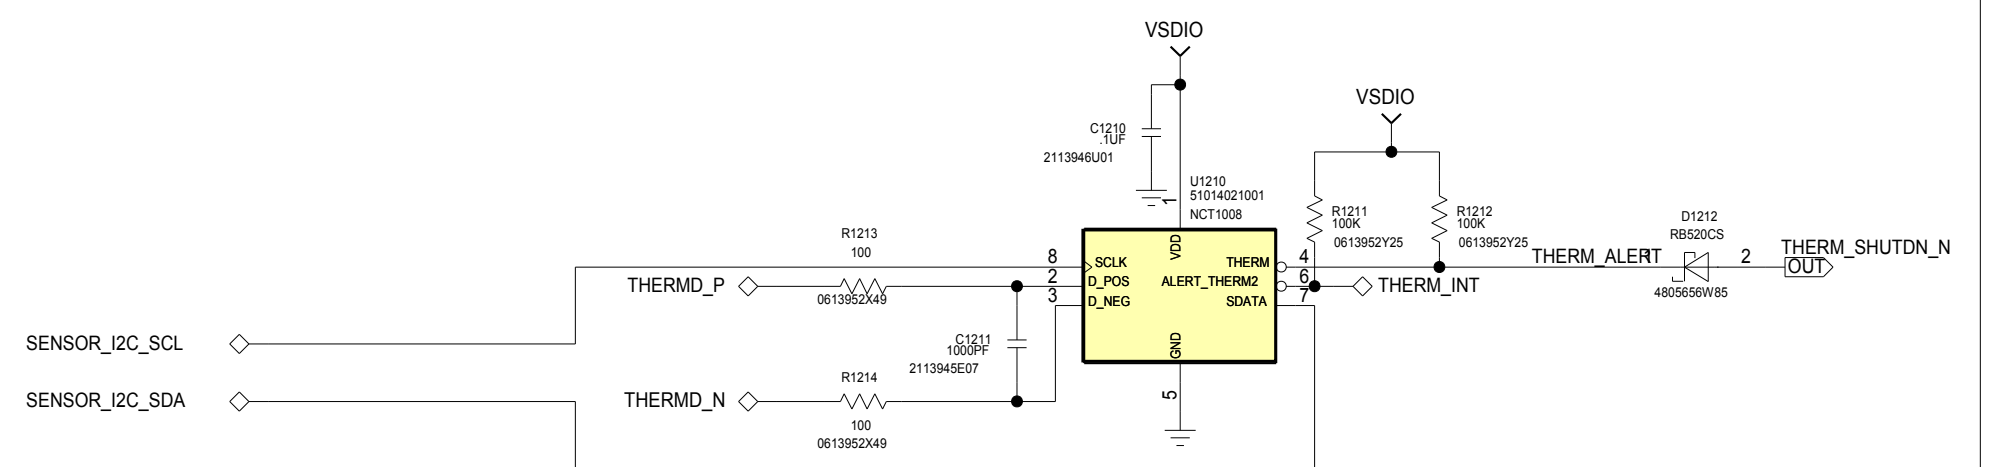 VSDIO
VSDIO
C1210
.1UF
2113946U01
U1210
51014021001
NCT1008
1
R1211
100K
0613952Y25
R1212
100K
0613952Y25
D1212
RB520CS
R1213
100
8
SCLK
VDD
THERM
4
THERM_ALERT
1
2
THERM_SHUTDN_N
OUT
THERMD_P
0613952X49
2
D_POS
ALERT_THERM2
6
THERM_INT
4805656W85
3
D_NEG
SDATA
7
SENSOR_I2C_SCL
C1211
1000PF
2113945E07
GND
R1214
SENSOR_I2C_SDA
THERMD_N
5
100
0613952X49